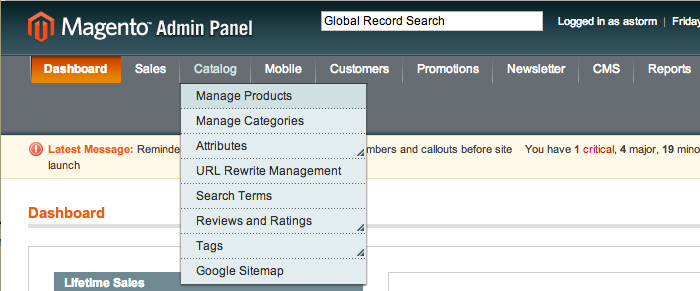 Magento™ Admin Panel
Global Record Search
Logged in as astorm | Friday
Dashboard Sales Catalog Mobile Customers Promotions Newsletter CMS Reports
Manage Products
Manage Categories
Attributes
URL Rewrite Management
Search Terms
Reviews and Ratings
Tags
Google Sitemap
Latest Message: Reminde mbers and callouts before site You have 1 critical, 4 major, 19 mino
launch
Dashboard
Lifetime Sales